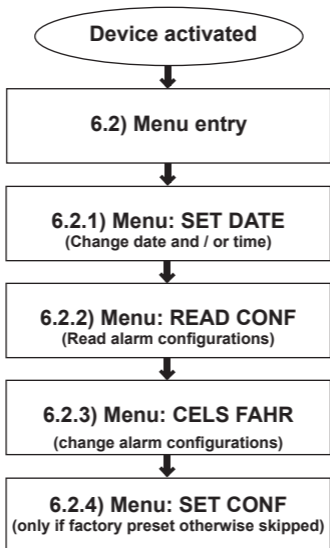 Device activated
6.2) Menu entry
6.2.1) Menu: SET DATE
(Change date and / or time)
6.2.2) Menu: READ CONF
(Read alarm configurations)
6.2.3) Menu: CELS FAHR
(change alarm configurations)
6.2.4) Menu: SET CONF
(only if factory preset otherwise skipped)